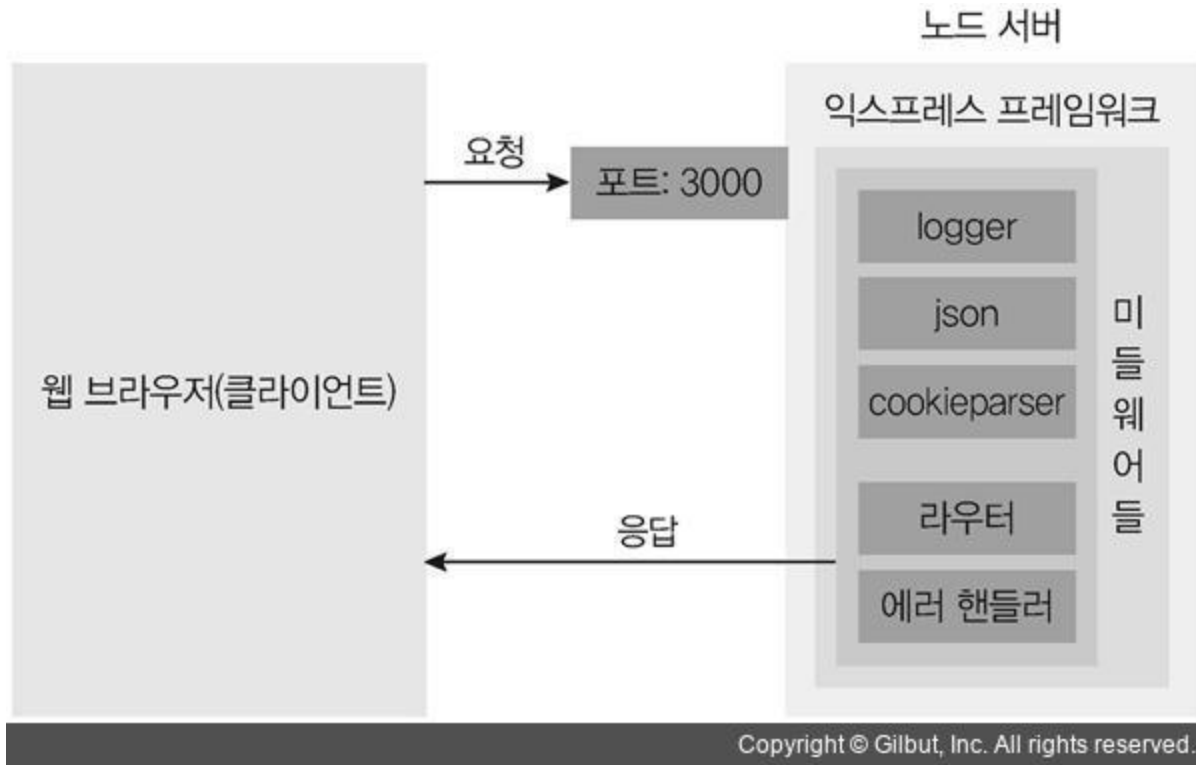 노드 서버
익스프레스 프레임워크
요청
포트: 3000
logger
json
cookieparser
미들웨어들
웹 브라우저(클라이언트)
라우터
응답
에러 핸들러
Copyright © Gilbut, Inc. All rights reserved.